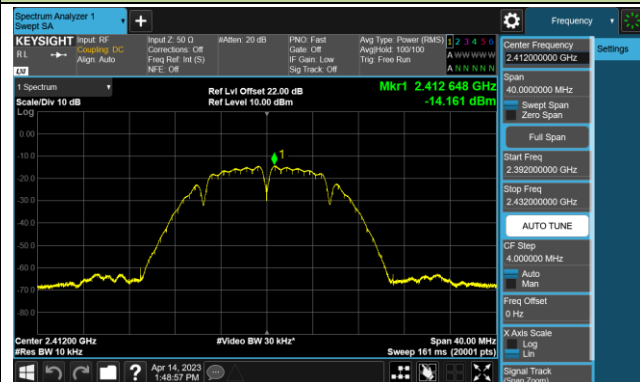 Spectrum Analyzer 1
Swept SA
Frequency
KEYSIGHT
Input: RF
Input Z: 50 Ω
#Atten: 20 dB
PNO: Fast
Avg Type: Power (RMS)
1 2 3 4 5 6
R L
Coupling: DC
Corrections: Off
Gate: Off
Avg|Hold: 100/100
A W W W W W
Align: Auto
Freq Ref: Int (S)
IF Gain: Low
Trig: Free Run
LXI
NFE: Off
Sig Track: Off
A N N N N N
1 Spectrum
Ref Lvl Offset 22.00 dB
Mkr1 2.412 648 GHz
Scale/Div 10 dB
Ref Level 10.00 dBm
-14.161 dBm
Log
0.00
-10.0
-20.0
-30.0
-40.0
-50.0
-60.0
-70.0
-80.0
1
Center 2.41200 GHz
#Video BW 30 kHz*
Span 40.00 MHz
#Res BW 10 kHz
Sweep 161 ms (20001 pts)
Apr 14, 2023
1:48:57 PM
Center Frequency
2.412000000 GHz
Settings
Span
40.0000000 MHz
Swept Span
Zero Span
Full Span
Start Freq
2.392000000 GHz
Stop Freq
2.432000000 GHz
AUTO TUNE
CF Step
4.000000 MHz
Auto
Man
Freq Offset
0 Hz
X Axis Scale
Log
Lin
Signal Track
(Span Zoom)